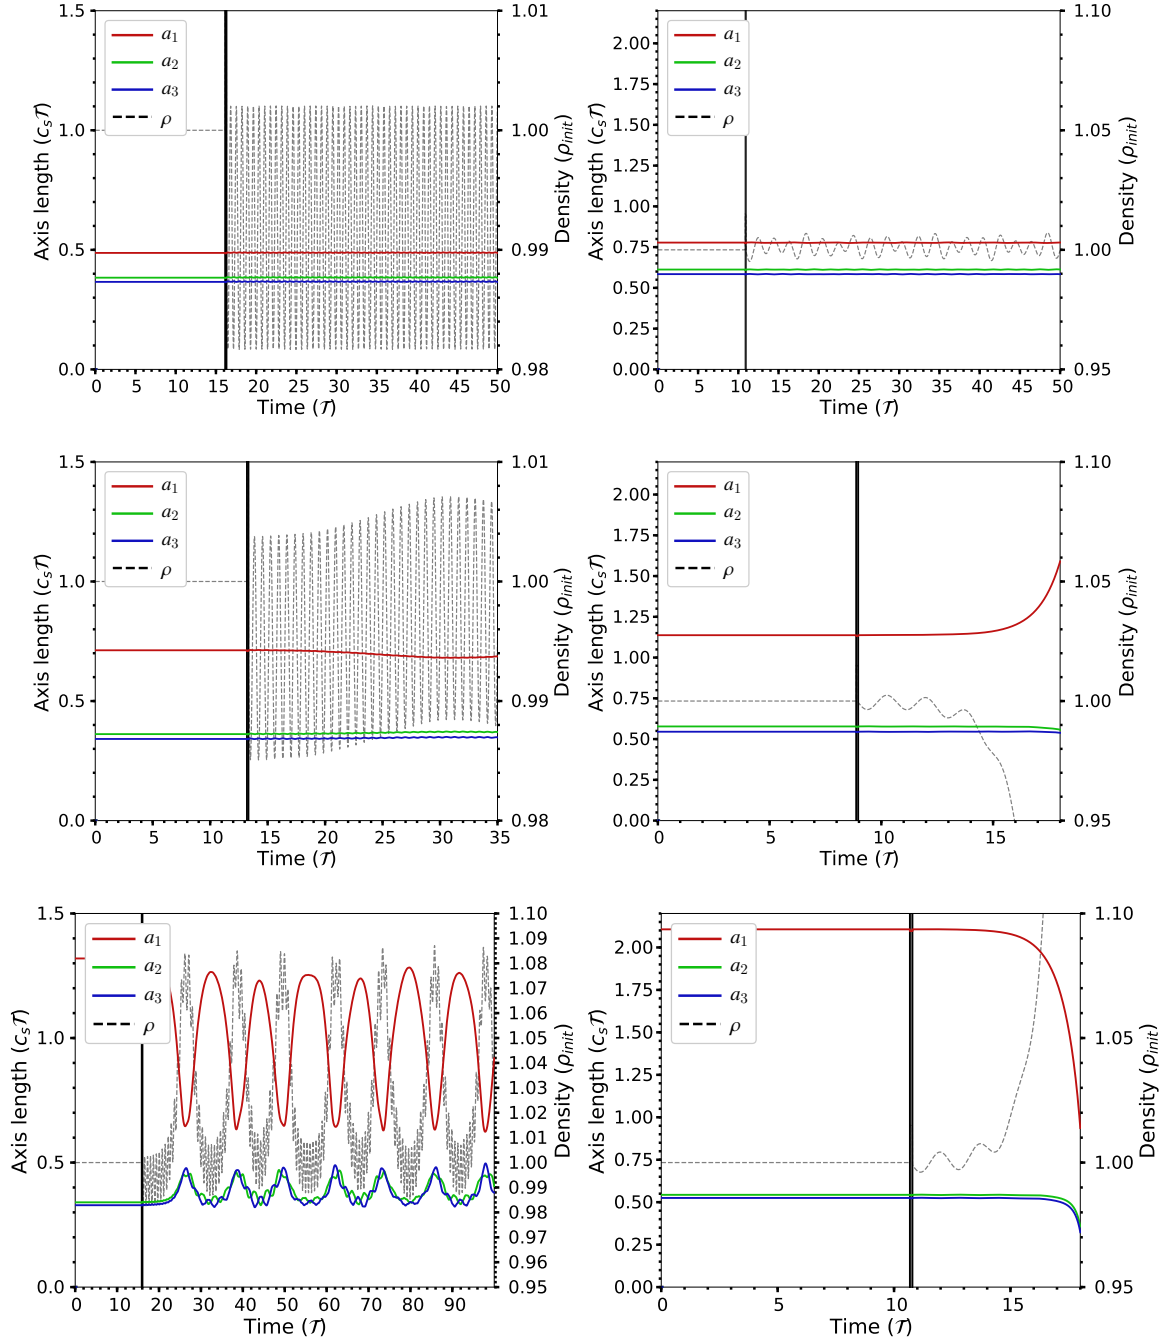 1.5
1.0
0.5
0.0
Axis length (c_s𝒯)
a₁
a₂
a₃
ρ
1.01
1.00
0.99
0.98
Density (ρ_init)
0 5 10 15 20 25 30 35 40 45 50
Time (𝒯)
2.00
1.75
1.50
1.25
1.00
0.75
0.50
0.25
0.00
Axis length (c_s𝒯)
a₁
a₂
a₃
ρ
1.10
1.05
1.00
0.95
Density (ρ_init)
0 5 10 15 20 25 30 35 40 45 50
Time (𝒯)
1.5
1.0
0.5
0.0
Axis length (c_s𝒯)
a₁
a₂
a₃
ρ
1.01
1.00
0.99
0.98
Density (ρ_init)
0 5 10 15 20 25 30 35
Time (𝒯)
2.00
1.75
1.50
1.25
1.00
0.75
0.50
0.25
0.00
Axis length (c_s𝒯)
a₁
a₂
a₃
ρ
1.10
1.05
1.00
0.95
Density (ρ_init)
0 5 10 15
Time (𝒯)
1.5
1.0
0.5
0.0
Axis length (c_s𝒯)
a₁
a₂
a₃
ρ
1.10
1.09
1.08
1.07
1.06
1.05
1.04
1.03
1.02
1.01
1.00
0.99
0.98
0.97
0.96
0.95
Density (ρ_init)
0 10 20 30 40 50 60 70 80 90
Time (𝒯)
2.00
1.75
1.50
1.25
1.00
0.75
0.50
0.25
0.00
Axis length (c_s𝒯)
a₁
a₂
a₃
ρ
1.10
1.05
1.00
0.95
Density (ρ_init)
0 5 10 15
Time (𝒯)